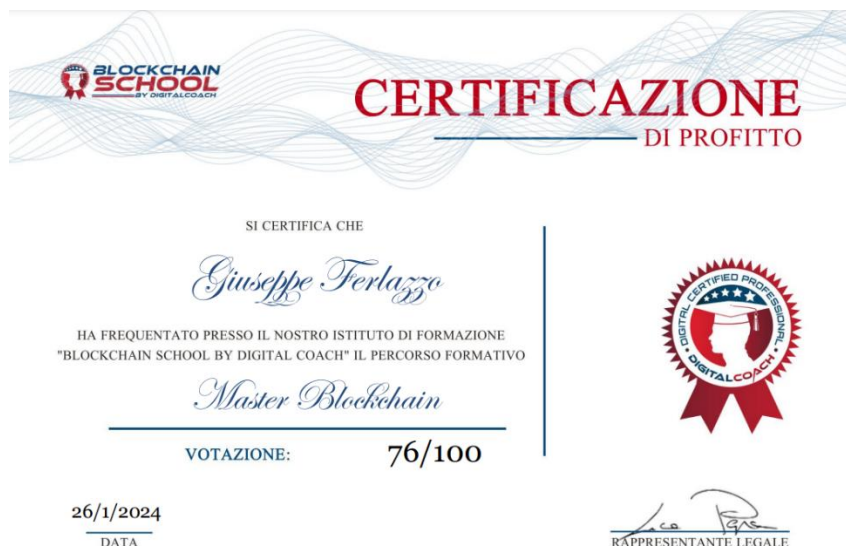 BLOCKCHAIN
SCHOOL
BY DIGITALCOACH
CERTIFICAZIONE
DI PROFITTO
SI CERTIFICA CHE
Giuseppe Ferlazzo
HA FREQUENTATO PRESSO IL NOSTRO ISTITUTO DI FORMAZIONE
"BLOCKCHAIN SCHOOL BY DIGITAL COACH" IL PERCORSO FORMATIVO
Master Blockchain
VOTAZIONE: 76/100
DIGITAL CERTIFIED PROFESSIONAL
DIGITALCOACH
26/1/2024
DATA
RAPPRESENTANTE LEGALE